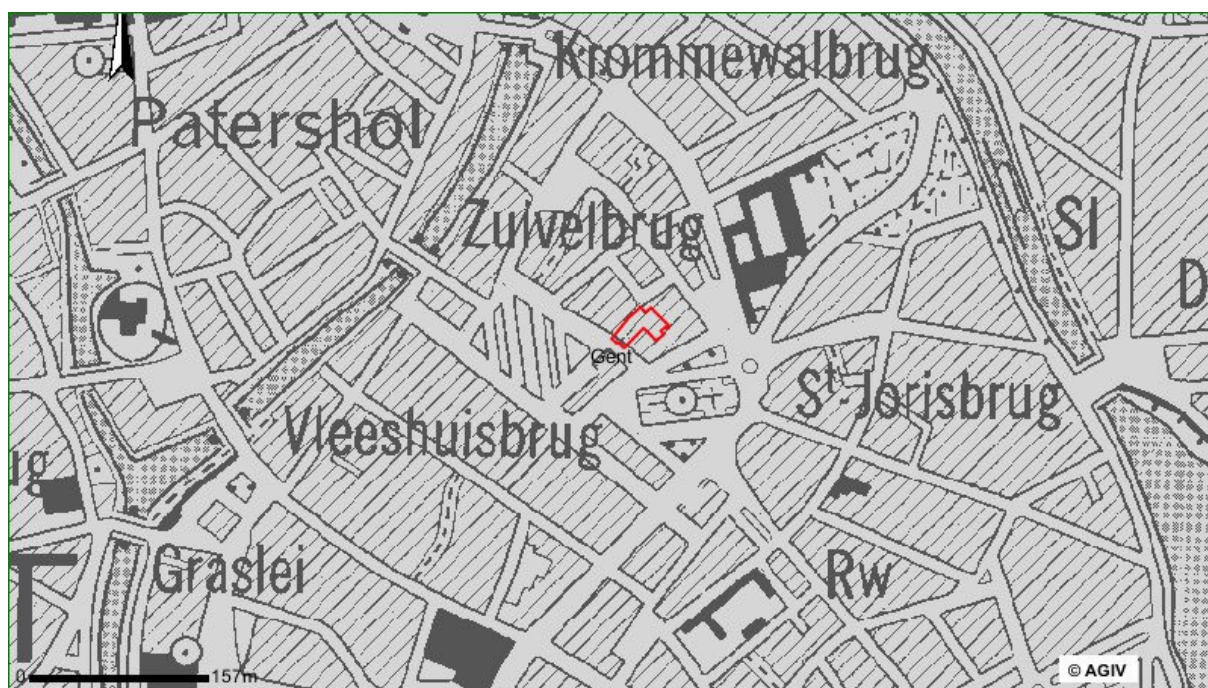 Krommewalbrug
Patershol
Zuivelbrug
Sl
D
Gent
St Jorisbrug
Vleeshuisbrug
ug
Graslei
Rw
T
0 157m
© AGIV